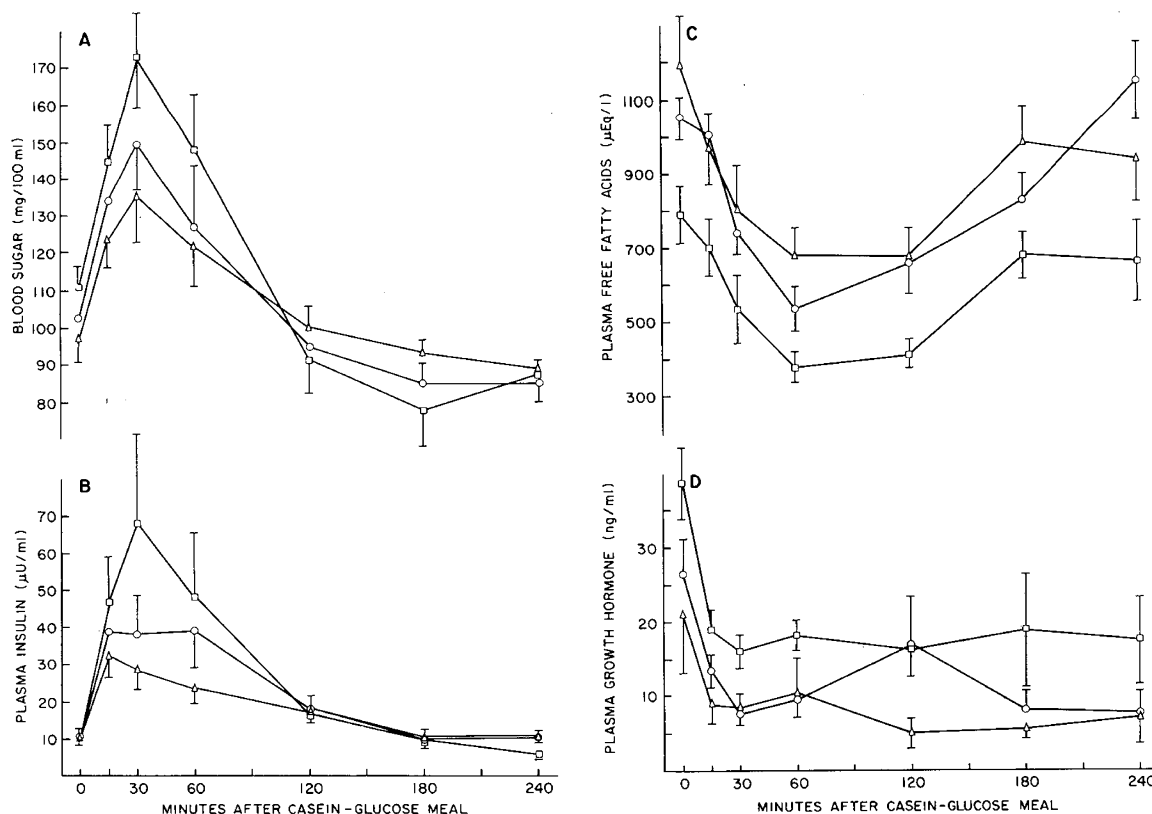 A
BLOOD SUGAR (mg/100 ml)
170
160
150
140
130
120
110
100
90
80
B
PLASMA INSULIN (μU/ml)
70
60
50
40
30
20
10
0 30 60 120 180 240
MINUTES AFTER CASEIN-GLUCOSE MEAL
C
PLASMA FREE FATTY ACIDS (μEq/l)
1100
900
700
500
300
D
PLASMA GROWTH HORMONE (ng/ml)
30
20
10
0 30 60 120 180 240
MINUTES AFTER CASEIN-GLUCOSE MEAL